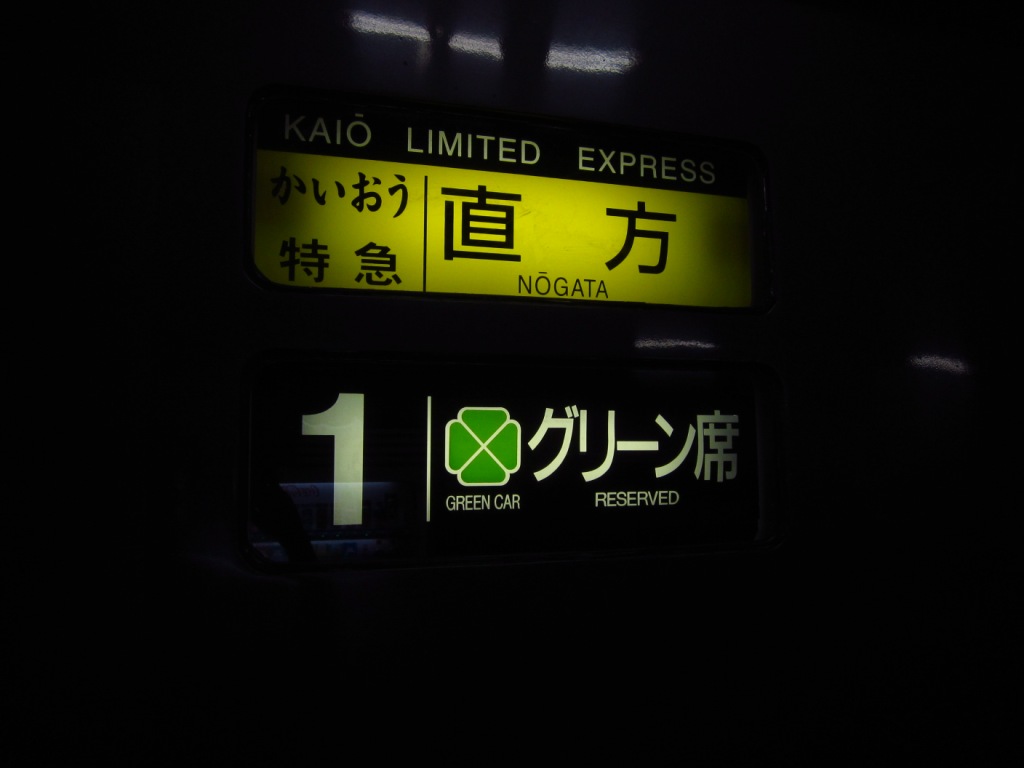 KAIŌ LIMITED EXPRESS
かいおう
特急
直方
NŌGATA
1
グリーン席
GREEN CAR
RESERVED